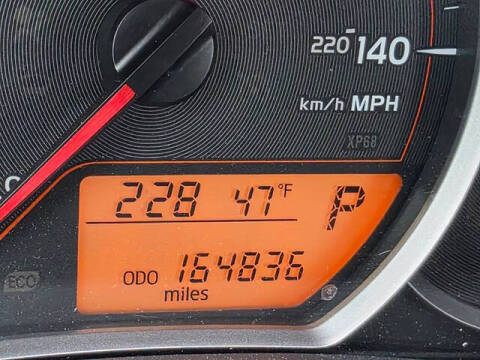 220 140
km/h MPH
XP68
228 47°F P
ECO
ODO 164836
miles